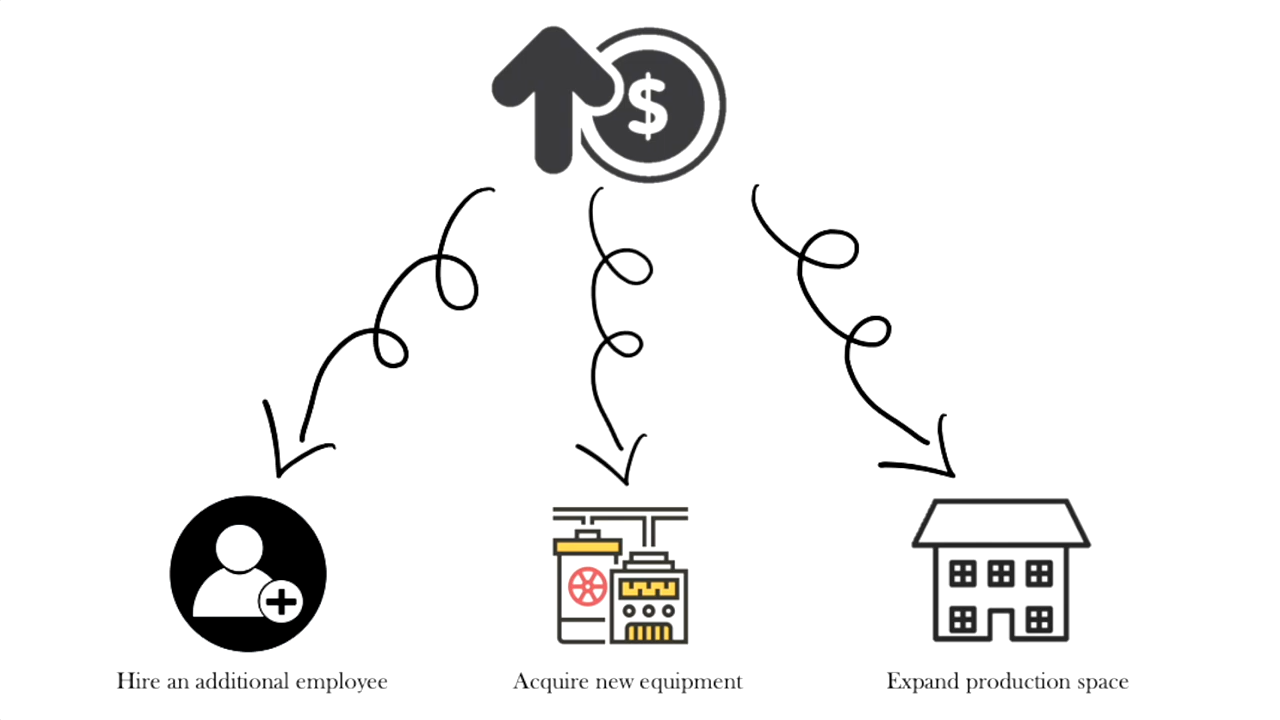 $
Hire an additional employee
Acquire new equipment
Expand production space